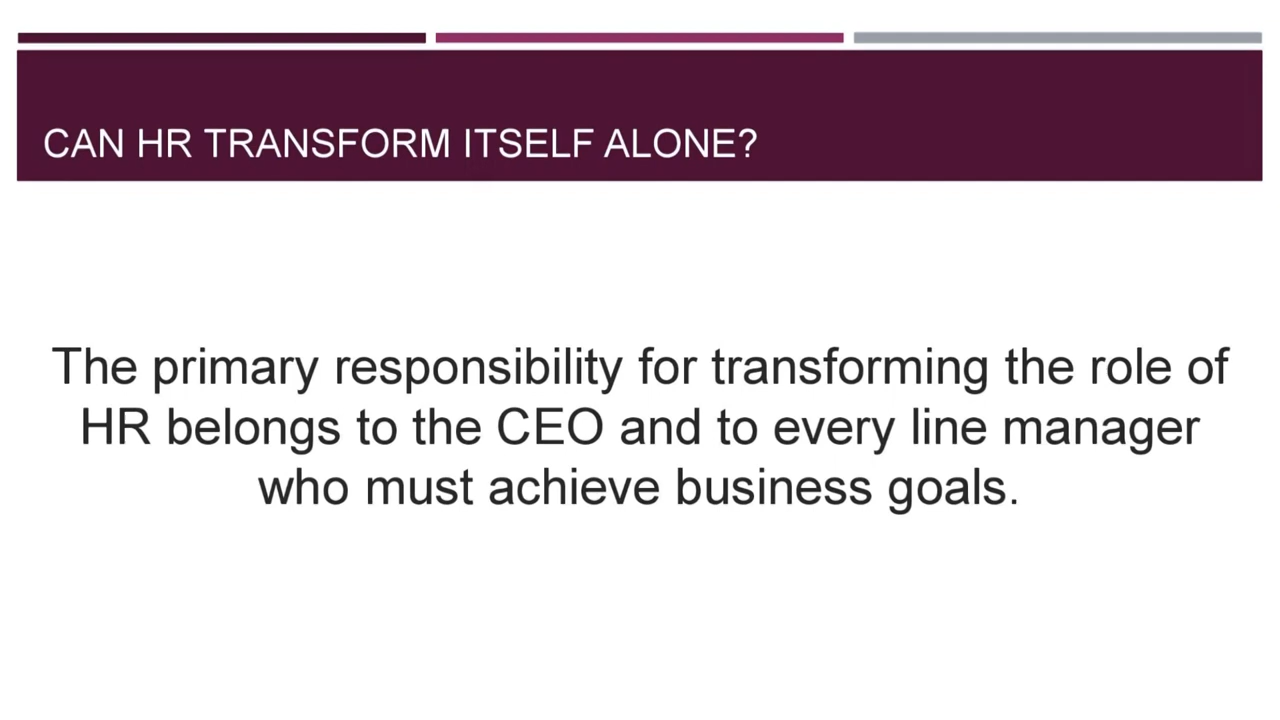 CAN HR TRANSFORM ITSELF ALONE?
The primary responsibility for transforming the role of
HR belongs to the CEO and to every line manager
who must achieve business goals.